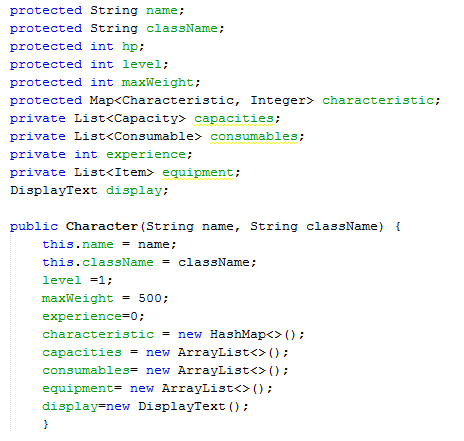 protected String name;
protected String className;
protected int hp;
protected int level;
protected int maxWeight;
protected Map<Characteristic, Integer> characteristic;
private List<Capacity> capacities;
private List<Consumable> consumables;
private int experience;
private List<Item> equipment;
DisplayText display;

public Character(String name, String className) {
    this.name = name;
    this.className = className;
    level =1;
    maxWeight = 500;
    experience=0;
    characteristic = new HashMap<>();
    capacities = new ArrayList<>();
    consumables= new ArrayList<>();
    equipment= new ArrayList<>();
    display=new DisplayText();
    }